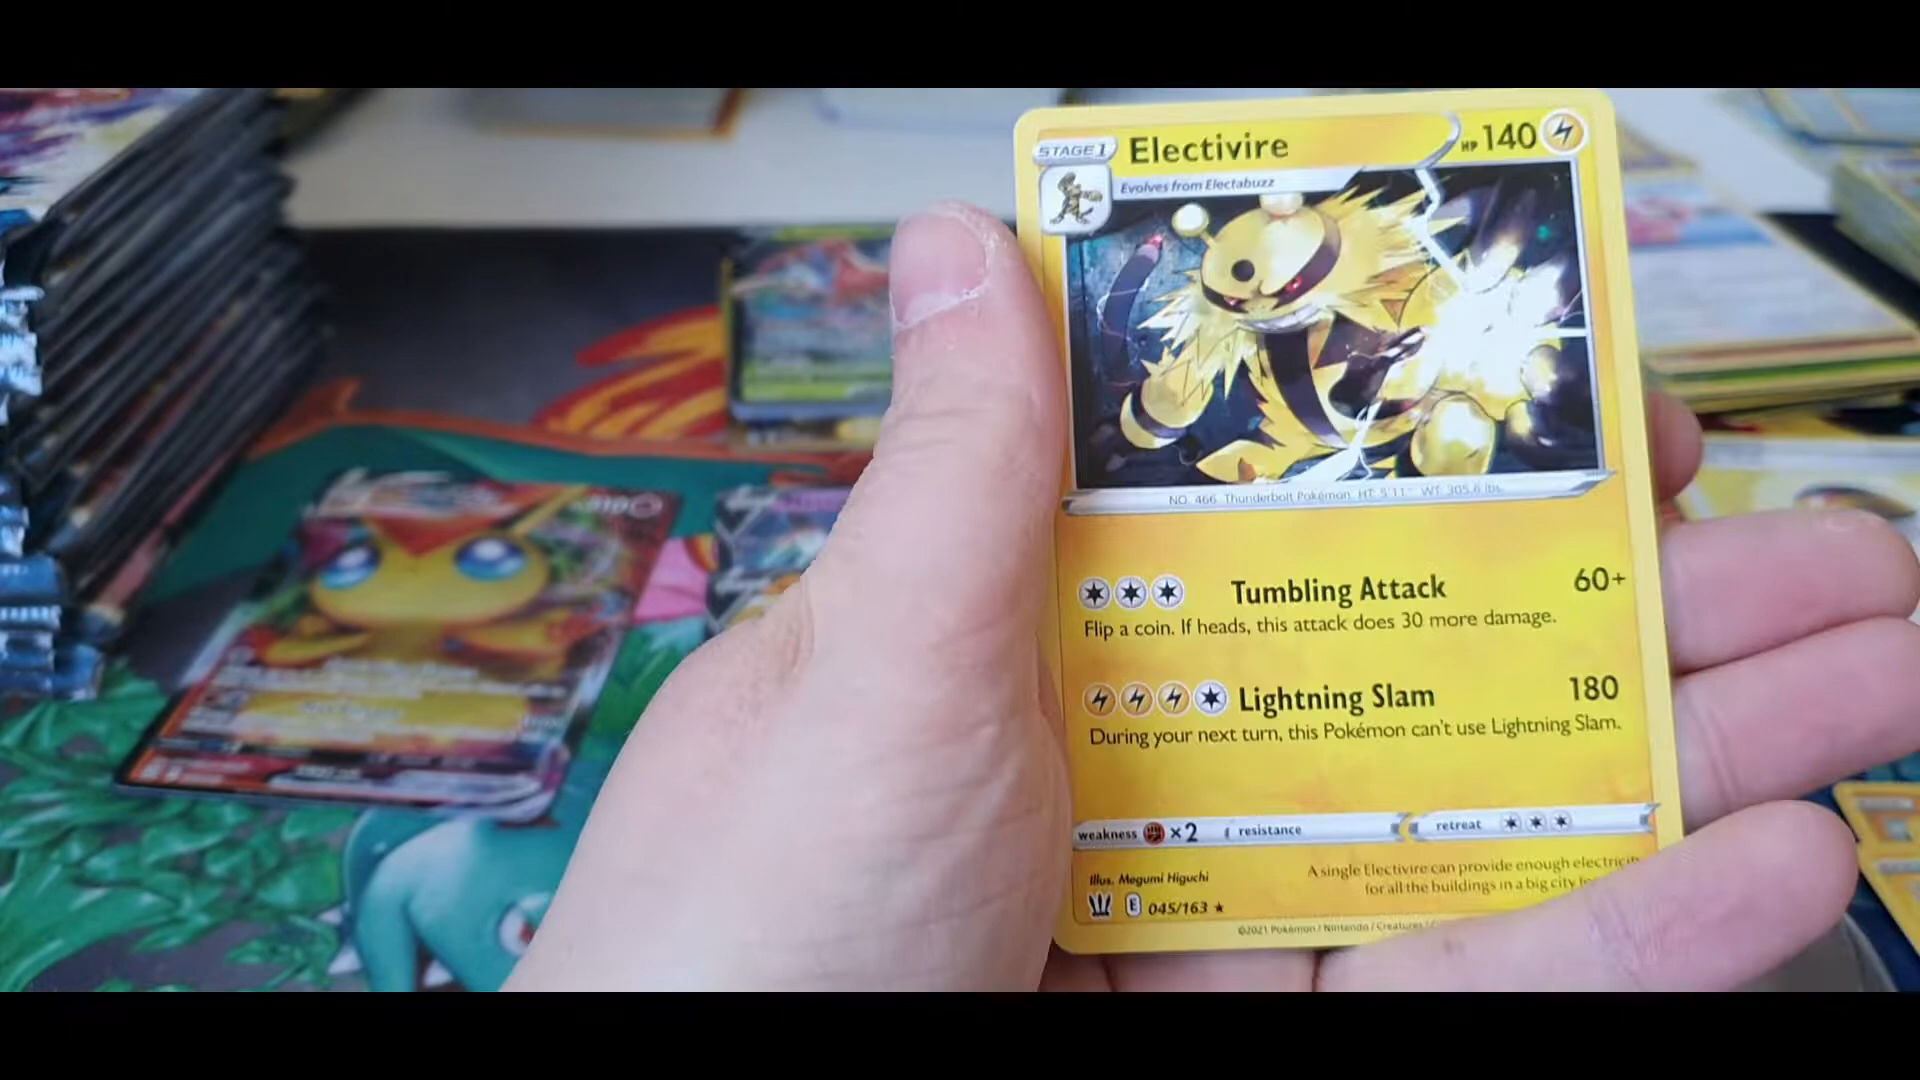 STAGE 1
Electivire
HP 140
Evolves from Electabuzz
NO. 466 Thunderbolt Pokémon HT: 5'11" WT: 305.6 lbs.
Tumbling Attack 60+
Flip a coin. If heads, this attack does 30 more damage.
Lightning Slam 180
During your next turn, this Pokémon can't use Lightning Slam.
weakness ×2 resistance retreat
Illus. Megumi Higuchi
A single Electivire can provide enough
for all the buildings in a big city
E 045/163 ★
©2021 Pokémon / Nintendo / Creatures /